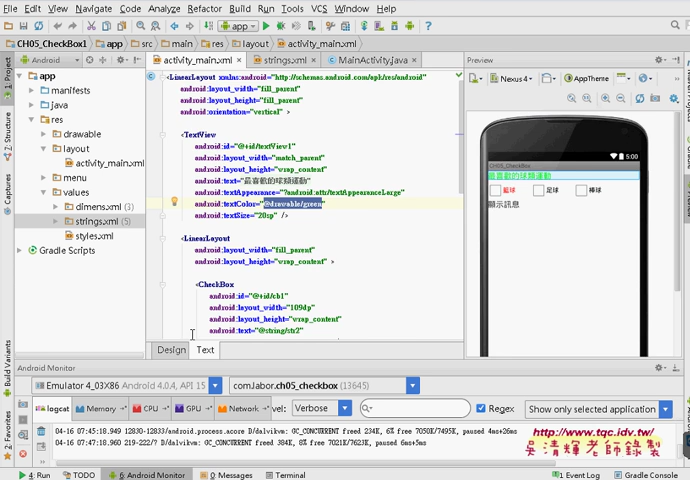 File Edit View Navigate Code Analyze Refactor Build Run Tools VCS Window Help
app
CH05_CheckBox1 app src main res layout activity_main.xml
Android
activity_main.xml strings.xml MainActivity.java
Preview
1: Project
Z: Structure
Captures
Build Variants
2: Favorites
app
manifests
java
res
drawable
layout
activity_main.xml
menu
values
dimens.xml (3)
strings.xml (5)
styles.xml
Gradle Scripts
<LinearLayout xmlns:android="http://schemas.android.com/apk/res/android"
android:layout_width="fill_parent"
android:layout_height="fill_parent"
android:orientation="vertical" >
<TextView
android:id="@+id/textView1"
android:layout_width="match_parent"
android:layout_height="wrap_content"
android:text="最喜歡的球類運動"
android:textAppearance="?android:attr/textAppearanceLarge"
android:textColor="@drawable/green"
android:textSize="20sp" />
<LinearLayout
android:layout_width="fill_parent"
android:layout_height="wrap_content" >
<CheckBox
android:id="@+id/cb1"
android:layout_width="109dp"
android:layout_height="wrap_content"
android:text="@string/str2"
Design Text
Nexus 4 AppTheme
5:00
CH05_CheckBox
最喜歡的球類運動
籃球 足球 棒球
顯示訊息
Android Monitor
Emulator 4_03X86 Android 4.0.4, API 15 com.labor.ch05_checkbox (13645)
logcat Memory CPU GPU Network vel: Verbose Regex Show only selected application
04-16 07:45:18.949 12830-12833/android.process.acore D/dalvikvm: GC_CONCURRENT freed 234K, 6% free 7050K/7495K, paused 4ms+26ms
04-16 07:47:18.960 219-222/? D/dalvikvm: GC_CONCURRENT freed 384K, 6% free 7021K/7623K, paused 6ms+5ms
http://www.tqc.idv.tw/
吳清輝老師錄製
4: Run TODO 6: Android Monitor 0: Messages Terminal 1 Event Log Gradle Console